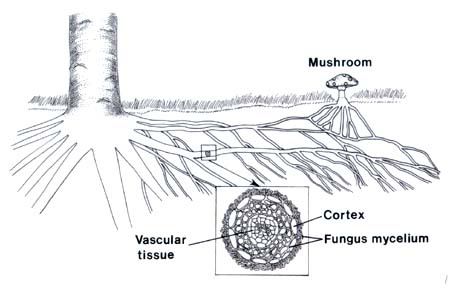 Mushroom
Cortex
Vascular
tissue
Fungus mycelium